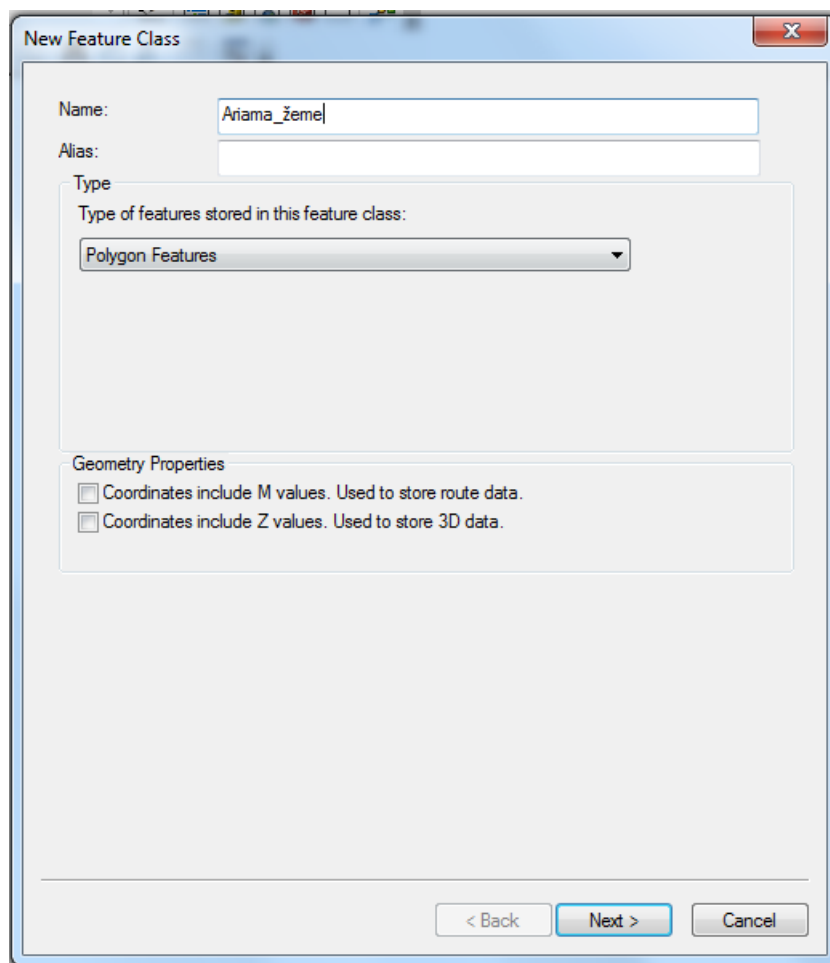 New Feature Class
Name: Ariama_žeme
Alias:
Type
Type of features stored in this feature class:
Polygon Features
Geometry Properties
Coordinates include M values. Used to store route data.
Coordinates include Z values. Used to store 3D data.
< Back Next > Cancel